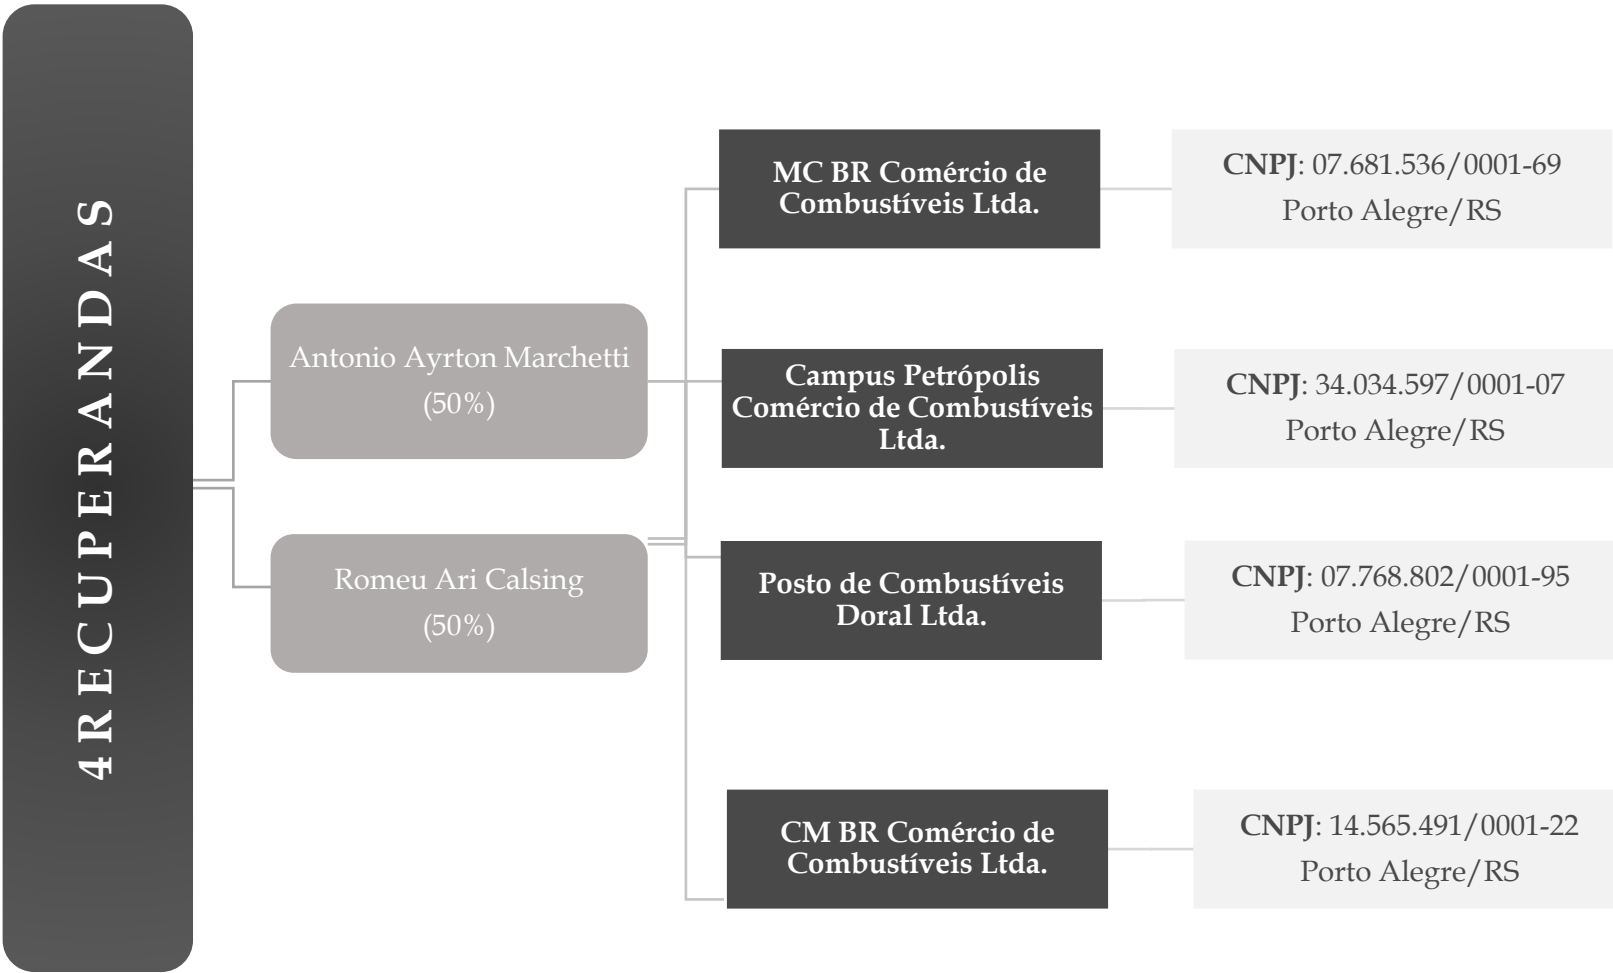 4 RECUPERANDAS
Antonio Ayrton Marchetti
(50%)
Romeu Ari Calsing
(50%)
MC BR Comércio de
Combustíveis Ltda.
CNPJ: 07.681.536/0001-69
Porto Alegre/RS
Campus Petrópolis
Comércio de Combustíveis
Ltda.
CNPJ: 34.034.597/0001-07
Porto Alegre/RS
Posto de Combustíveis
Doral Ltda.
CNPJ: 07.768.802/0001-95
Porto Alegre/RS
CM BR Comércio de
Combustíveis Ltda.
CNPJ: 14.565.491/0001-22
Porto Alegre/RS